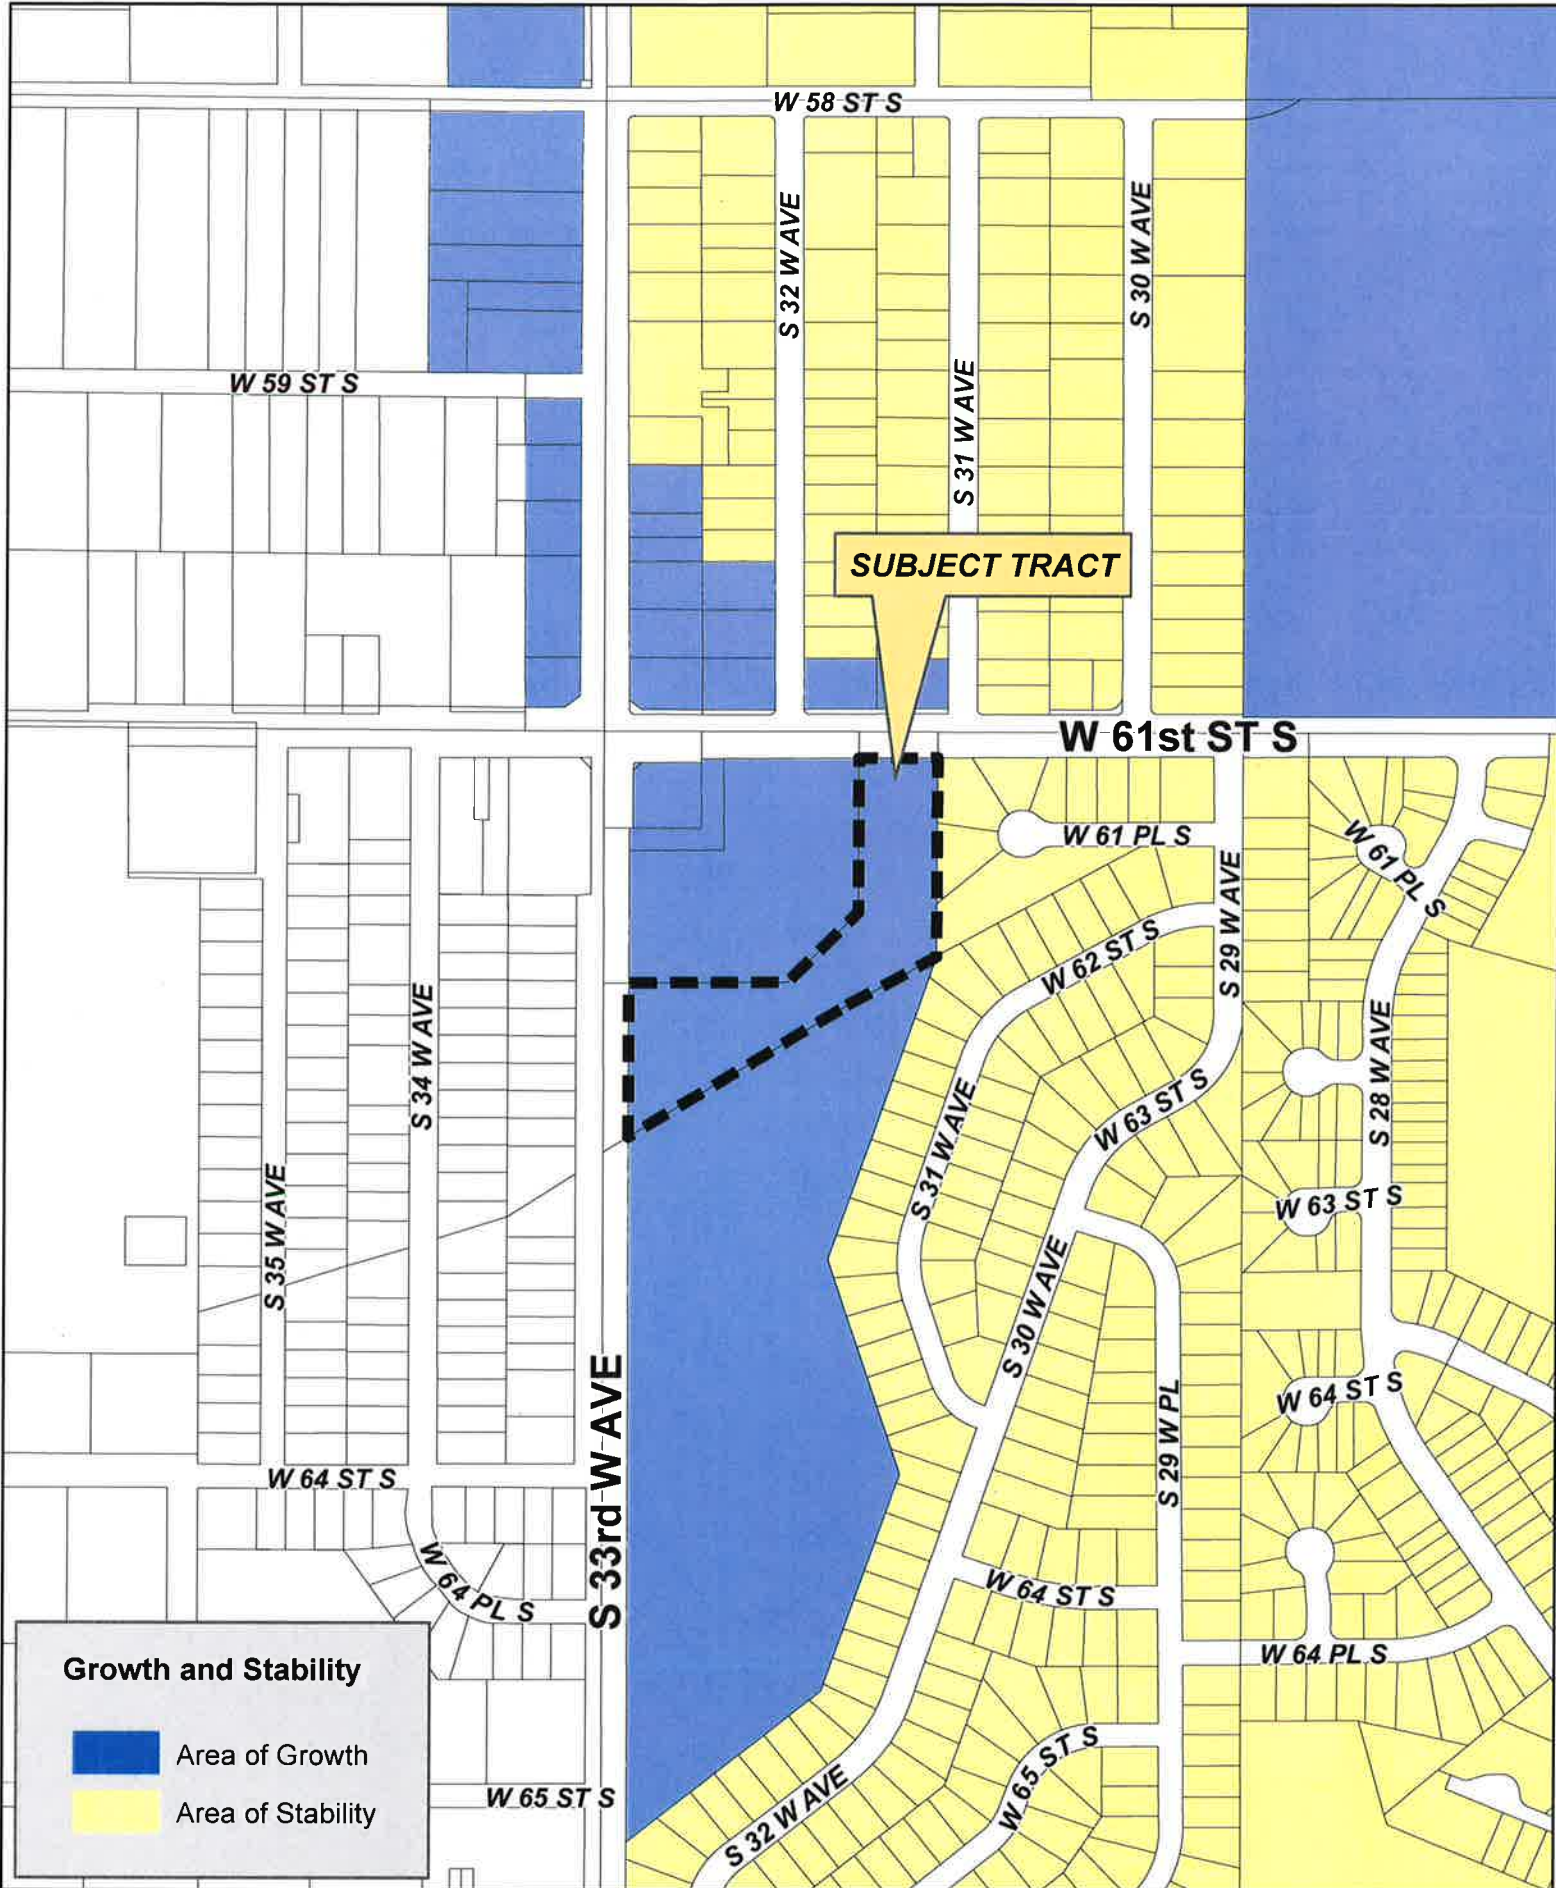 W 58 ST S
S 32 W AVE
S 30 W AVE
W 59 ST S
S 31 W AVE
SUBJECT TRACT
W 61st ST S
W 61 PL S
W 61 PL S
S 29 W AVE
W 62 ST S
S 34 W AVE
S 28 W AVE
W 63 ST S
S 31 W AVE
S 35 W AVE
W 63 ST S
S 30 W AVE
S 33rd W AVE
W 64 ST S
S 29 W PL
W 64 ST S
W 64 PL S
W 64 ST S
W 64 PL S
Growth and Stability
Area of Growth
Area of Stability
W 65 ST S
W 65 ST S
S 32 W AVE